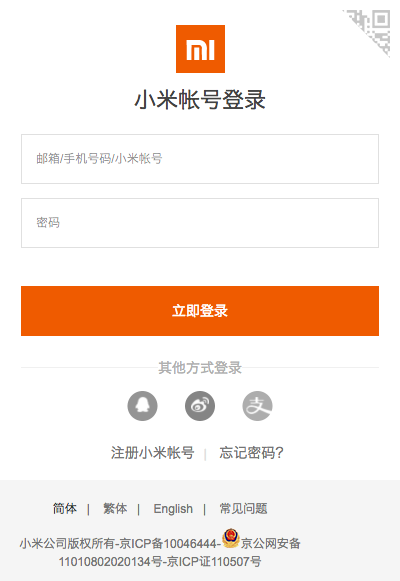 mi
小米帐号登录
邮箱/手机号码/小米帐号
密码
立即登录
其他方式登录
支
注册小米帐号 | 忘记密码?
简体 | 繁体 | English | 常见问题
小米公司版权所有-京ICP备10046444-京公网安备
11010802020134号-京ICP证110507号